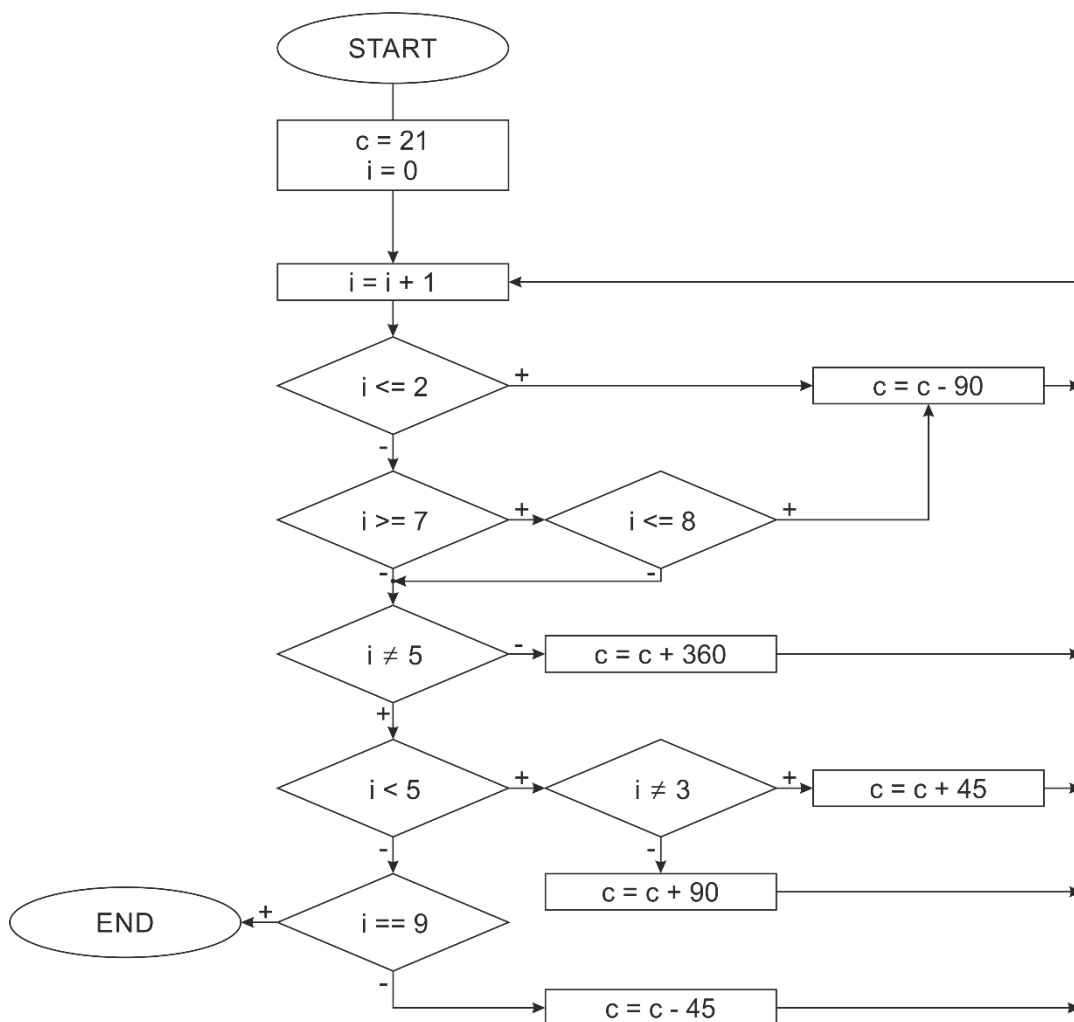 START
c = 21
i = 0
i = i + 1
i <= 2
+
c = c - 90
-
i >= 7
+
i <= 8
+
-
-
i ≠ 5
-
c = c + 360
+
i < 5
+
i ≠ 3
+
c = c + 45
-
-
c = c + 90
END
+
i == 9
-
c = c - 45